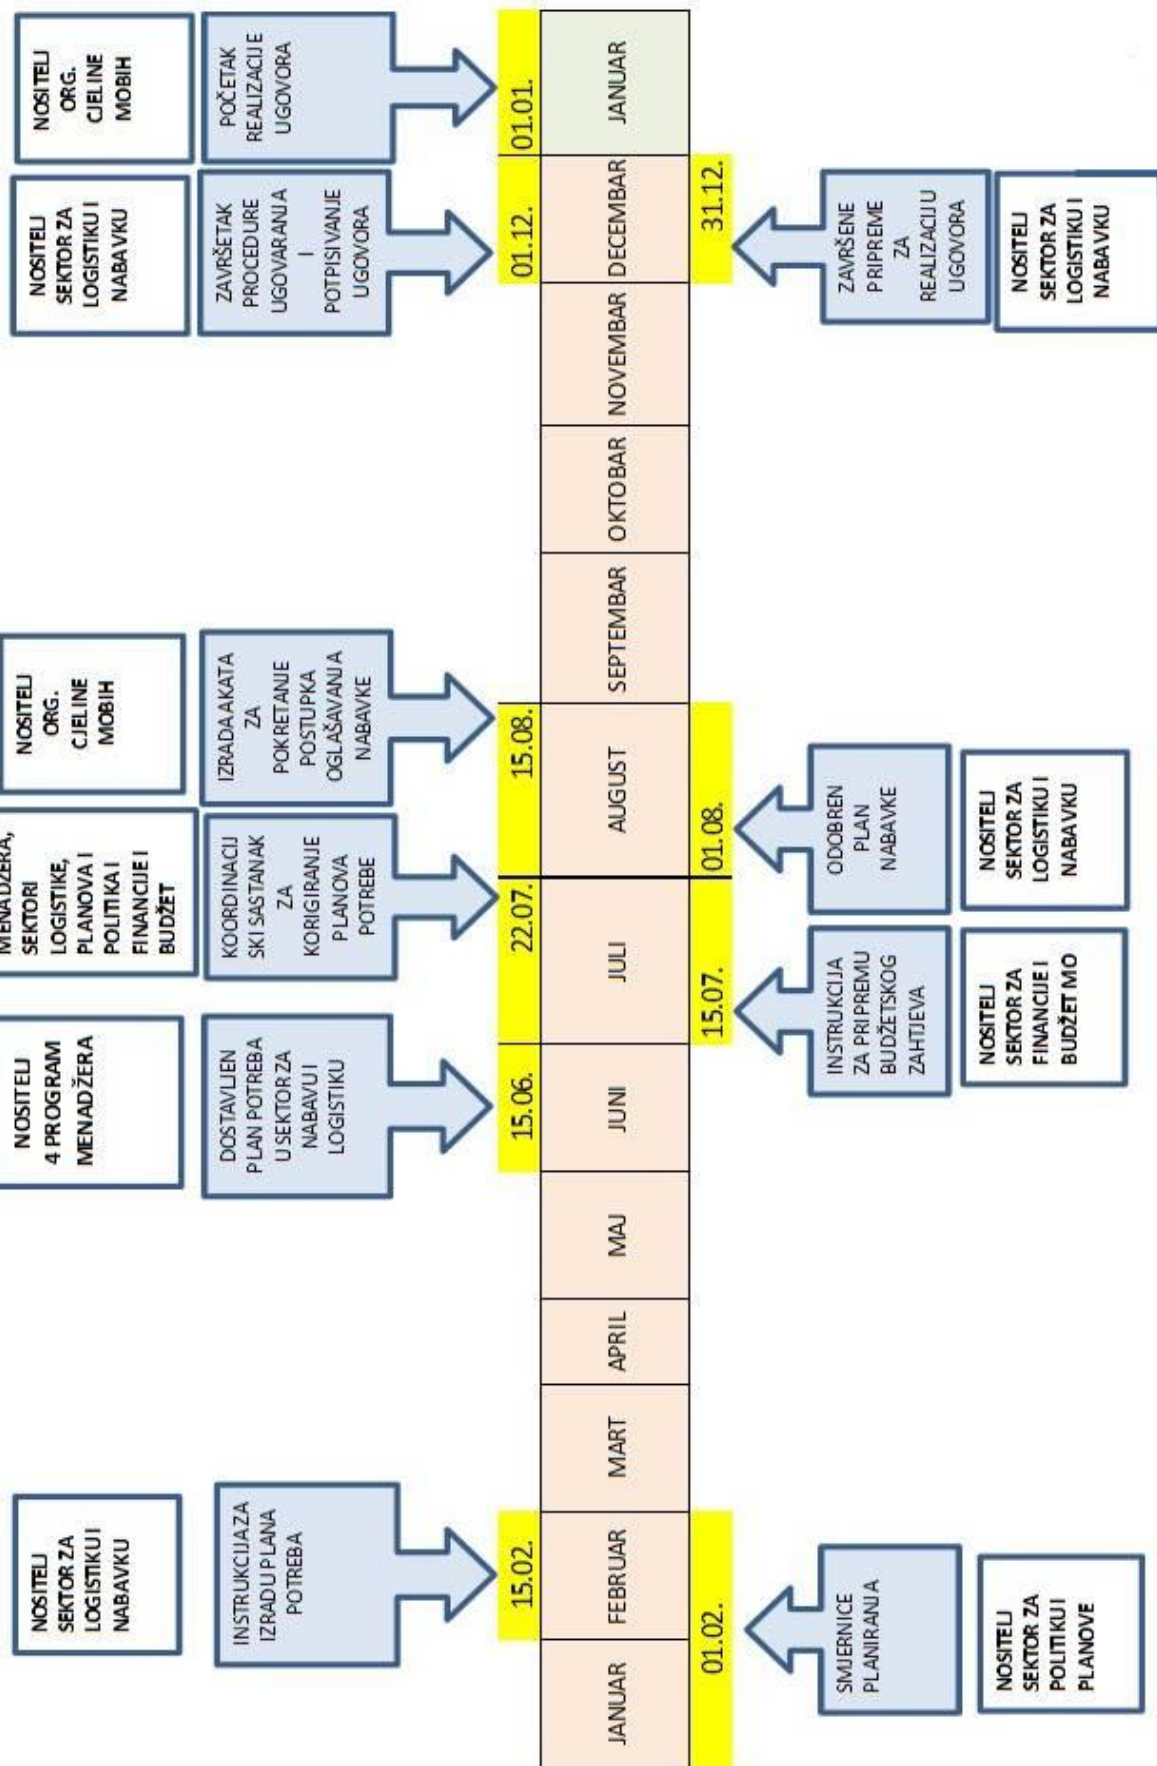 NOSITELJ
SEKTOR ZA
LOGISTIKU I
NABAVKU
NOSITELJ
4 PROGRAM
MENADŽERA
MENADŽERA,
SEKTORI
LOGISTIKE,
PLANOVA I
POLITIKA I
FINANCIJE I
BUDŽET
NOSITELJ
ORG.
CJELINE
MOBIH
NOSITELJ
SEKTOR ZA
LOGISTIKU I
NABAVKU
NOSITELJ
ORG.
CJELINE
MOBIH
INSTRUKCIJA ZA
IZRADU PLANA
POTREBA
DOSTAVLJEN
PLAN POTREBA
U SEKTOR ZA
NABAVU I
LOGISTIKU
KOORDINACIJ
SKI SASTANAK
ZA
KORIGIRANJE
PLANOVA
POTREBE
IZRADA AKATA
ZA
POKRETANJE
POSTUPKA
OGLAŠAVANJA
NABAVKE
ZAVRŠETAK
PROCEDURE
UGOVARANJA
I
POTPISIVANJE
UGOVORA
POČETAK
REALIZACIJE
UGOVORA
15.02.
15.06.
22.07.
15.08.
01.12.
01.01.
JANUAR
FEBRUAR
MART
APRIL
MAJ
JUNI
JULI
AUGUST
SEPTEMBAR
OKTOBAR
NOVEMBAR
DECEMBAR
JANUAR
01.02.
15.07.
01.08.
31.12.
SMJERNICE
PLANIRANJA
INSTRUKCIJA
ZA PRIPREMU
BUDŽETSKOG
ZAHTJEVA
ODOBREN
PLAN
NABAVKE
ZAVRŠENE
PRIPREME
ZA
REALIZACIJU
UGOVORA
NOSITELJ
SEKTOR ZA
POLITIKU I
PLANOVE
NOSITELJ
SEKTOR ZA
FINANCIJE I
BUDŽET MO
NOSITELJ
SEKTOR ZA
LOGISTIKU I
NABAVKU
NOSITELJ
SEKTOR ZA
LOGISTIKU I
NABAVKU